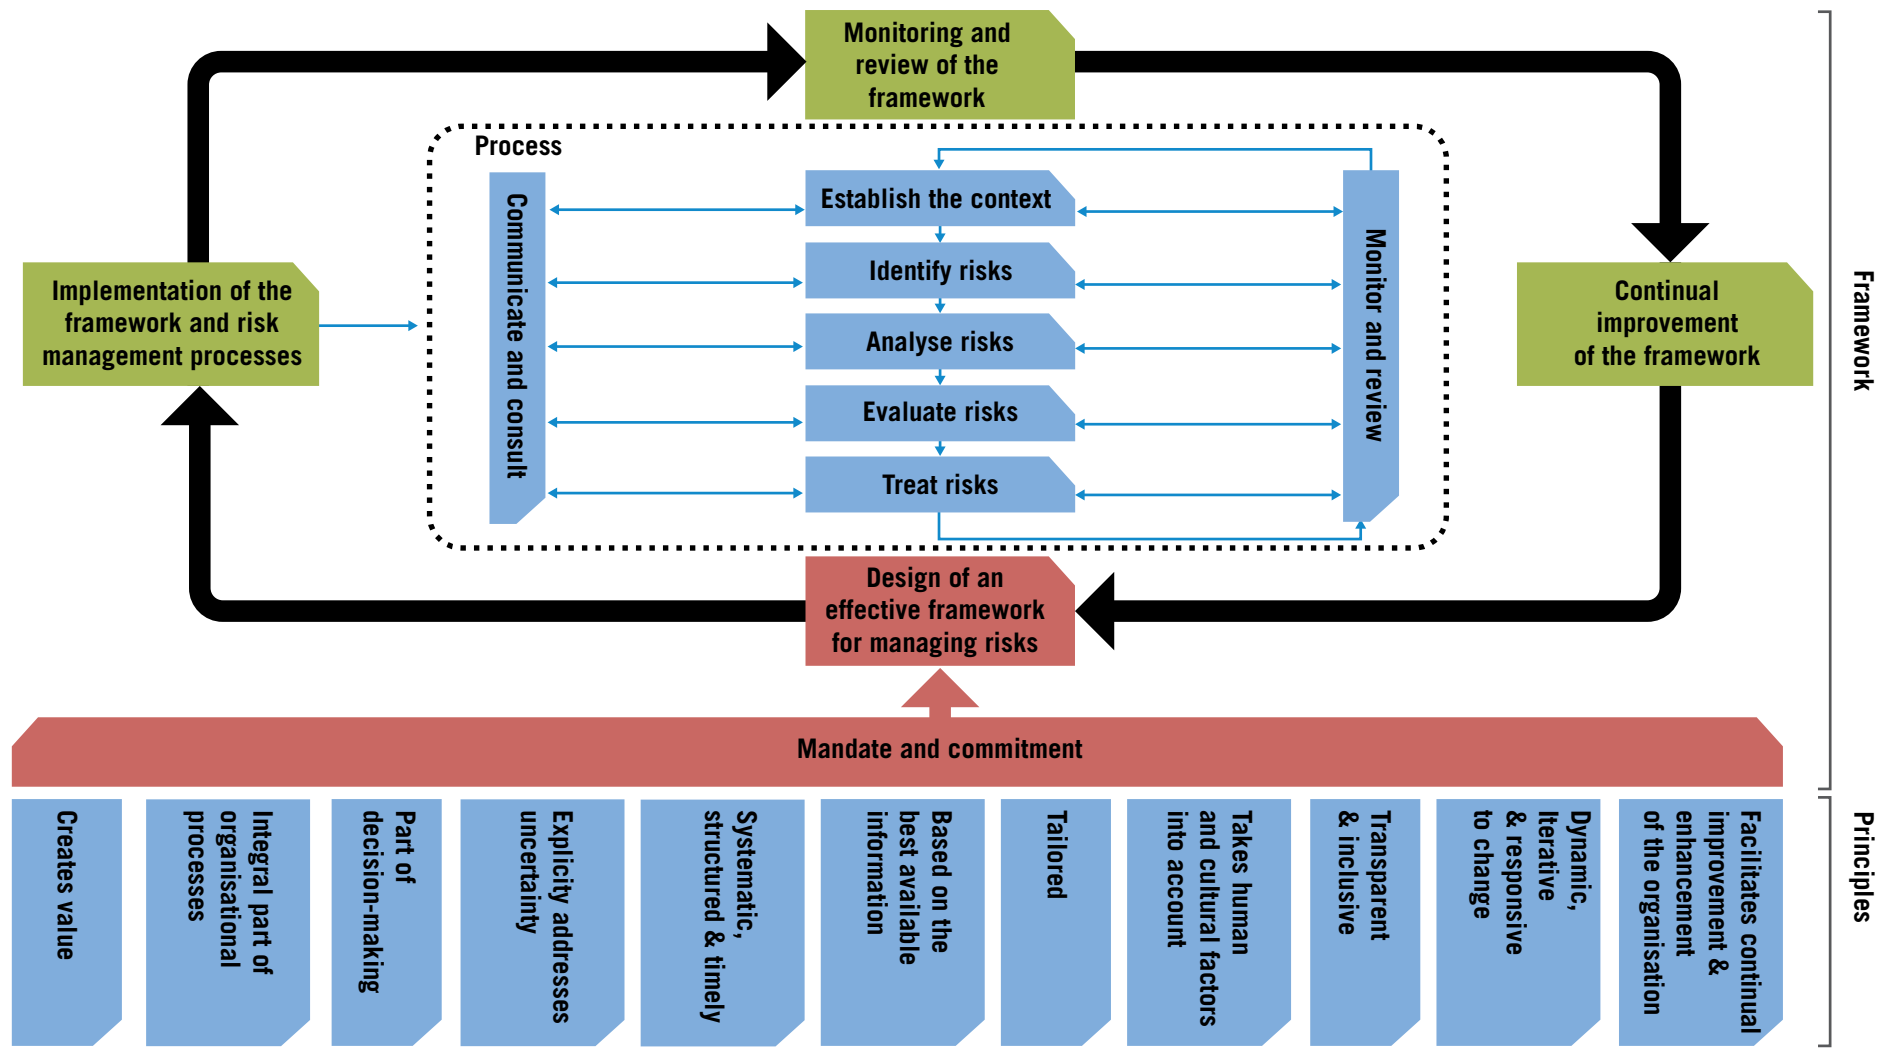 Monitoring and
review of the
framework
Process
Establish the context
Identify risks
Analyse risks
Evaluate risks
Treat risks
Communicate and consult
Monitor and review
Implementation of the
framework and risk
management processes
Continual
improvement
of the framework
Framework
Design of an
effective framework
for managing risks
Mandate and commitment
Creates value
Integral part of
organisational
processes
Part of
decision-making
Explicity addresses
uncertainty
Systematic,
structured & timely
Based on the
best available
information
Tailored
Takes human
and cultural factors
into account
Transparent
& inclusive
Dynamic,
Iterative
& responsive
to change
Facilitates continual
improvement &
enhancement
of the organisation
Principles